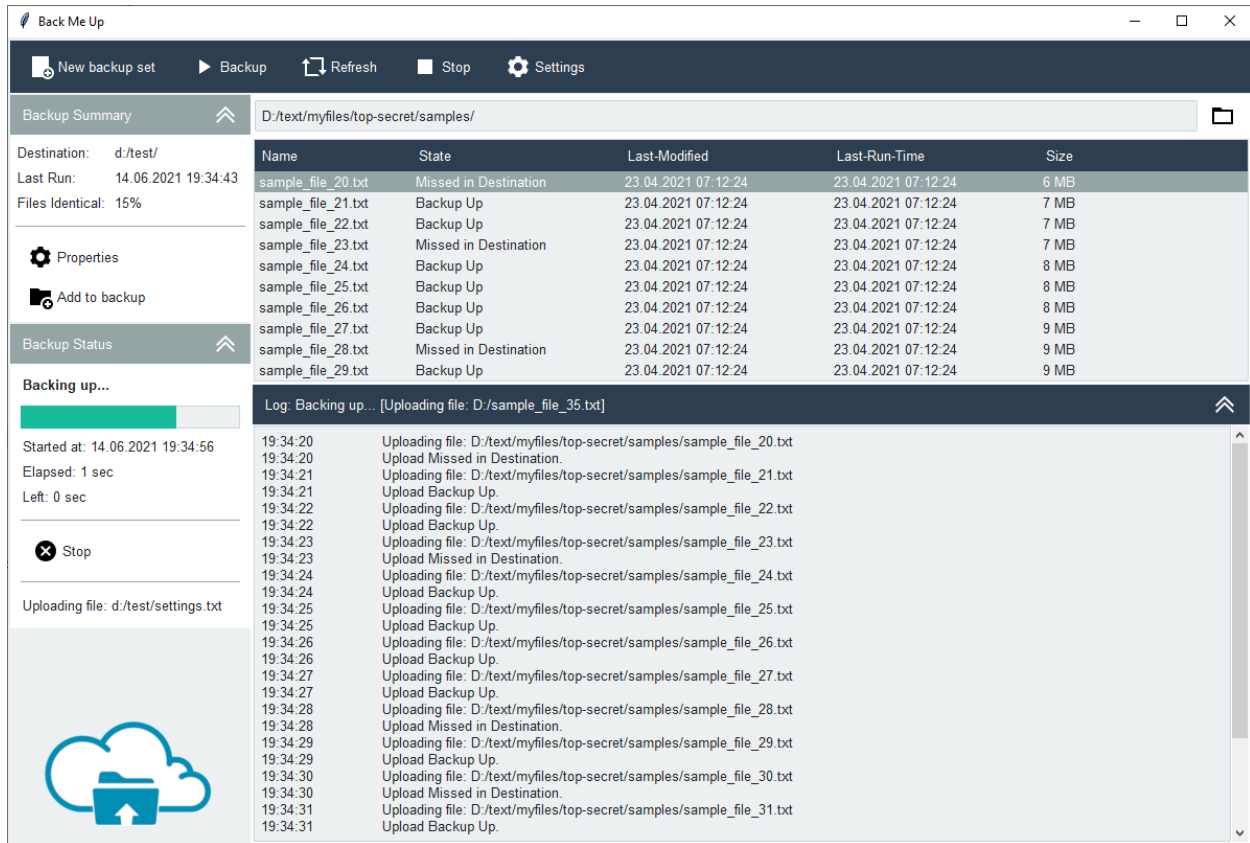 Back Me Up
New backup set Backup Refresh Stop Settings
Backup Summary
Destination: d:/test/
Last Run: 14.06.2021 19:34:43
Files Identical: 15%
Properties
Add to backup
Backup Status
Backing up...
Started at: 14.06.2021 19:34:56
Elapsed: 1 sec
Left: 0 sec
Stop
Uploading file: d:/test/settings.txt
D:/text/myfiles/top-secret/samples/
Name State Last-Modified Last-Run-Time Size
sample_file_20.txt Missed in Destination 23.04.2021 07:12:24 23.04.2021 07:12:24 6 MB
sample_file_21.txt Backup Up 23.04.2021 07:12:24 23.04.2021 07:12:24 7 MB
sample_file_22.txt Backup Up 23.04.2021 07:12:24 23.04.2021 07:12:24 7 MB
sample_file_23.txt Missed in Destination 23.04.2021 07:12:24 23.04.2021 07:12:24 7 MB
sample_file_24.txt Backup Up 23.04.2021 07:12:24 23.04.2021 07:12:24 8 MB
sample_file_25.txt Backup Up 23.04.2021 07:12:24 23.04.2021 07:12:24 8 MB
sample_file_26.txt Backup Up 23.04.2021 07:12:24 23.04.2021 07:12:24 8 MB
sample_file_27.txt Backup Up 23.04.2021 07:12:24 23.04.2021 07:12:24 9 MB
sample_file_28.txt Missed in Destination 23.04.2021 07:12:24 23.04.2021 07:12:24 9 MB
sample_file_29.txt Backup Up 23.04.2021 07:12:24 23.04.2021 07:12:24 9 MB
Log: Backing up... [Uploading file: D:/sample_file_35.txt]
19:34:20 Uploading file: D:/text/myfiles/top-secret/samples/sample_file_20.txt
19:34:20 Upload Missed in Destination.
19:34:21 Uploading file: D:/text/myfiles/top-secret/samples/sample_file_21.txt
19:34:21 Upload Backup Up.
19:34:22 Uploading file: D:/text/myfiles/top-secret/samples/sample_file_22.txt
19:34:22 Upload Backup Up.
19:34:23 Uploading file: D:/text/myfiles/top-secret/samples/sample_file_23.txt
19:34:23 Upload Missed in Destination.
19:34:24 Uploading file: D:/text/myfiles/top-secret/samples/sample_file_24.txt
19:34:24 Upload Backup Up.
19:34:25 Uploading file: D:/text/myfiles/top-secret/samples/sample_file_25.txt
19:34:25 Upload Backup Up.
19:34:26 Uploading file: D:/text/myfiles/top-secret/samples/sample_file_26.txt
19:34:26 Upload Backup Up.
19:34:27 Uploading file: D:/text/myfiles/top-secret/samples/sample_file_27.txt
19:34:27 Upload Backup Up.
19:34:28 Uploading file: D:/text/myfiles/top-secret/samples/sample_file_28.txt
19:34:28 Upload Missed in Destination.
19:34:29 Uploading file: D:/text/myfiles/top-secret/samples/sample_file_29.txt
19:34:29 Upload Backup Up.
19:34:30 Uploading file: D:/text/myfiles/top-secret/samples/sample_file_30.txt
19:34:30 Upload Missed in Destination.
19:34:31 Uploading file: D:/text/myfiles/top-secret/samples/sample_file_31.txt
19:34:31 Upload Backup Up.